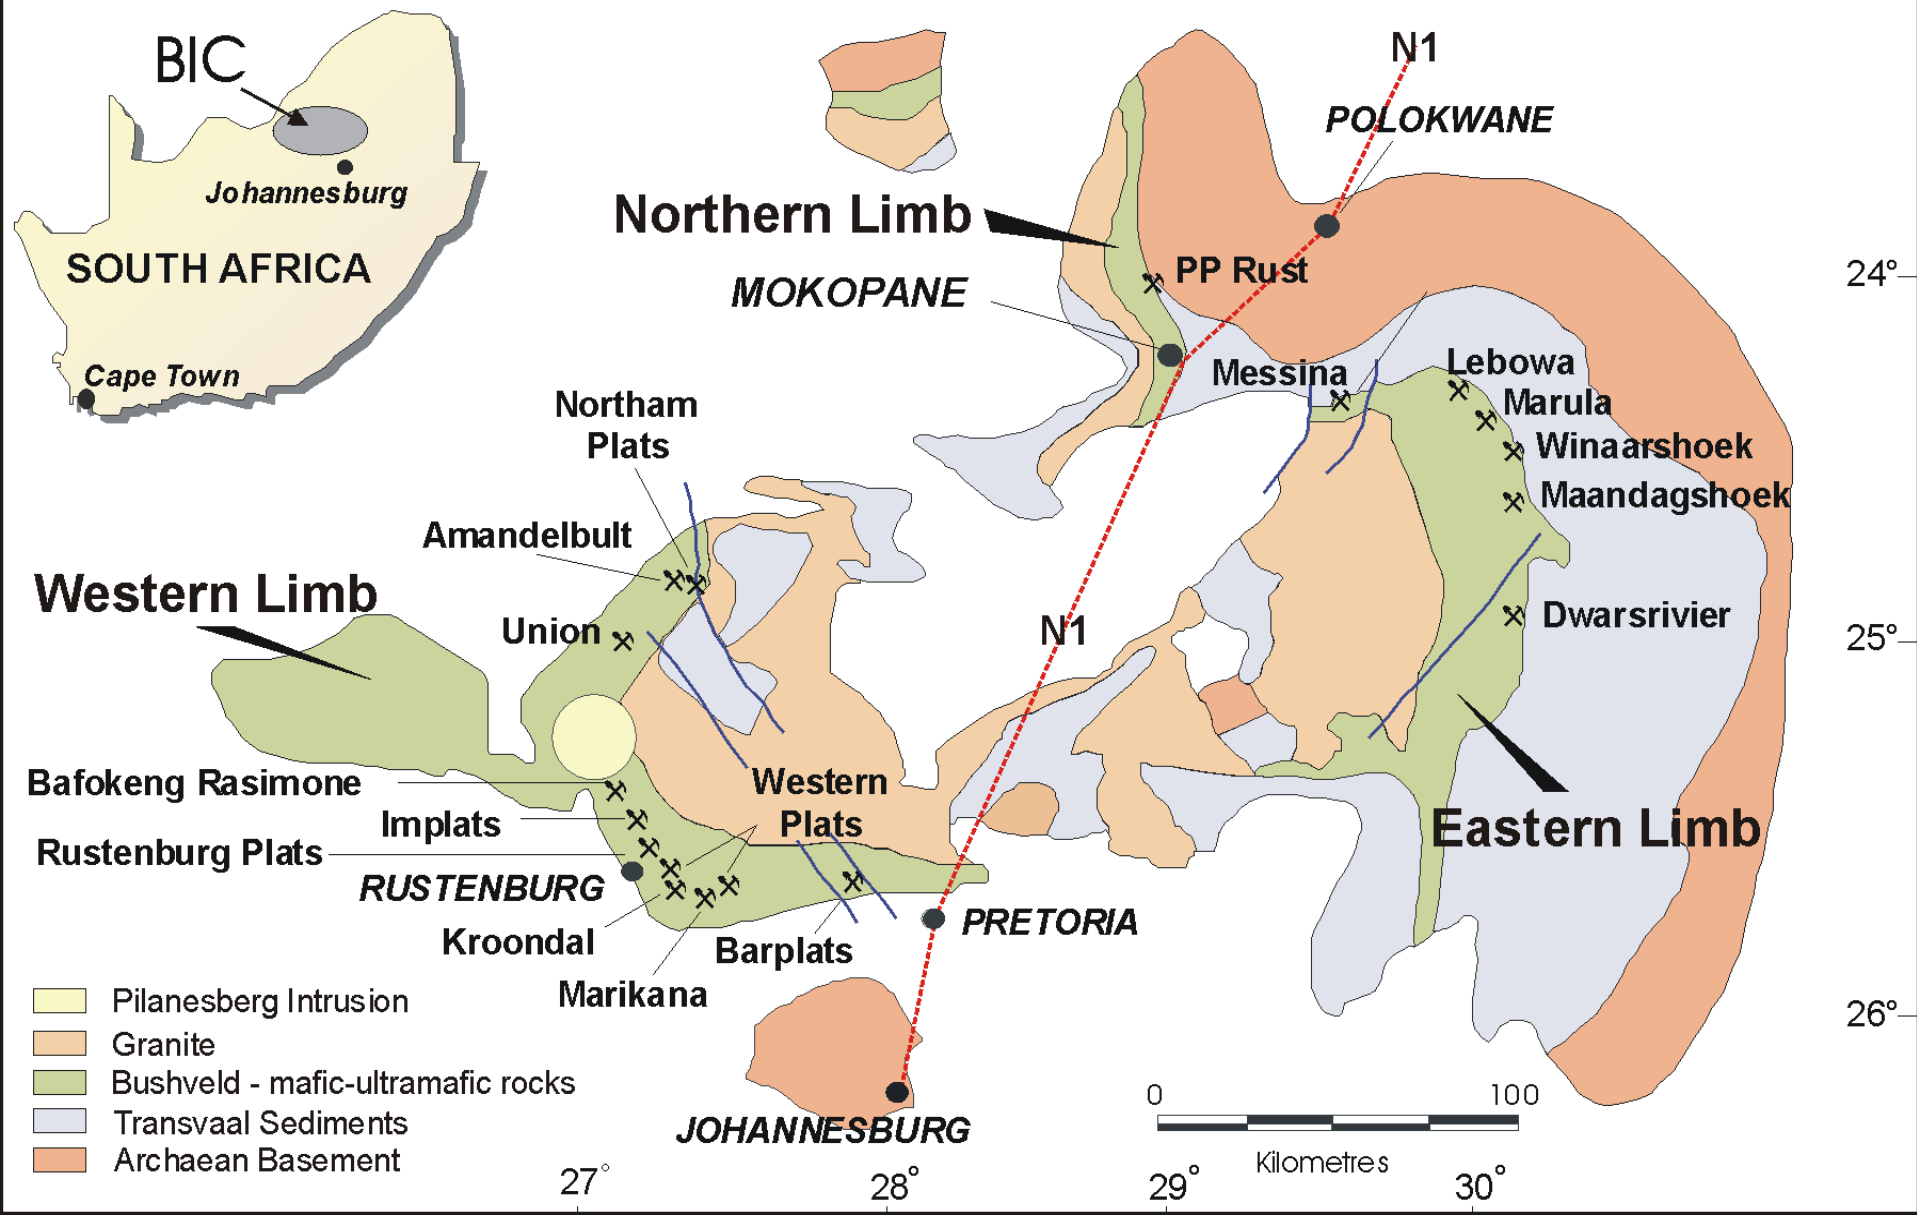 BIC
Johannesburg
SOUTH AFRICA
Cape Town
N1
POLOKWANE
Northern Limb
PP Rust
MOKOPANE
24°
Messina
Lebowa
Marula
Winaarshoek
Maandagshoek
Northam
Plats
Amandelbult
Western Limb
Union
N1
Dwarsrivier
25°
Bafokeng Rasimone
Western
Plats
Implats
Rustenburg Plats
RUSTENBURG
Eastern Limb
Kroondal
Barplats
PRETORIA
Marikana
Pilanesberg Intrusion
Granite
Bushveld - mafic-ultramafic rocks
Transvaal Sediments
Archaean Basement
26°
JOHANNESBURG
0 100
Kilometres
27° 28° 29° 30°